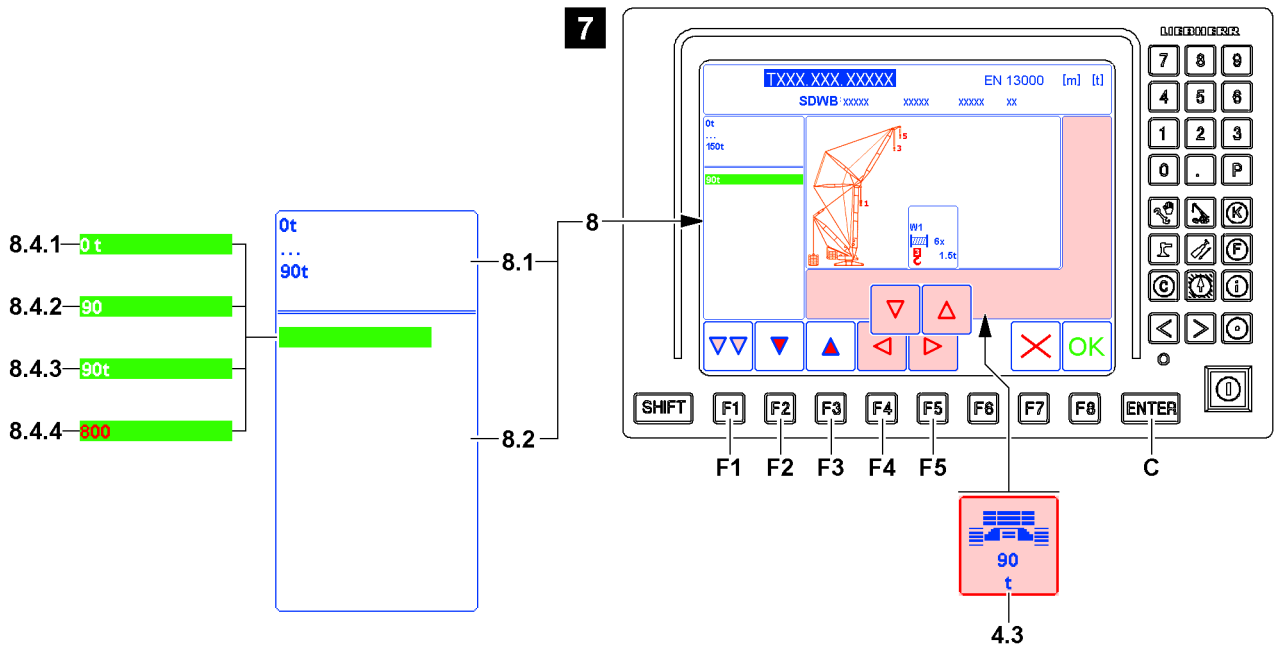 7
LIEBHERR
TXXX.XXX.XXXXX EN 13000 [m] [t]
SDWB: xxxxx xxxxx xxxxx xx
0t
...
150t
90t
5
3
1
W1
6x
3
1.5t
OK
7 8 9
4 5 6
1 2 3
0 . P
K
F
C i
SHIFT F1 F2 F3 F4 F5 F6 F7 F8 ENTER
F1 F2 F3 F4 F5 C
90
t
4.3
8
8.1
8.2
0t
...
90t
8.4.1 0 t
8.4.2 90
8.4.3 90t
8.4.4 800